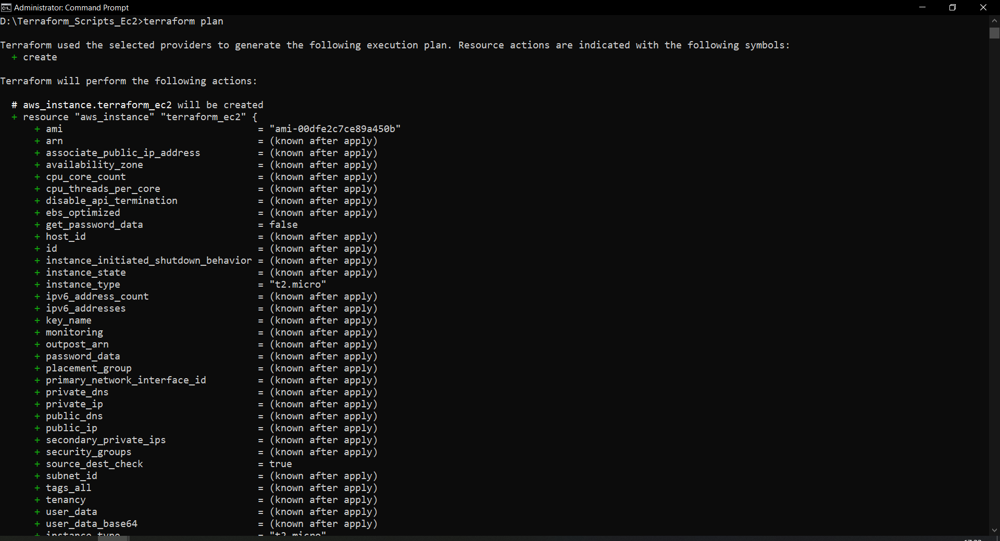 Administrator: Command Prompt
D:\Terraform_Scripts_Ec2>terraform plan
Terraform used the selected providers to generate the following execution plan. Resource actions are indicated with the following symbols:
+ create
Terraform will perform the following actions:
# aws_instance.terraform_ec2 will be created
+ resource "aws_instance" "terraform_ec2" {
+ ami = "ami-00dfe2c7ce89a450b"
+ arn = (known after apply)
+ associate_public_ip_address = (known after apply)
+ availability_zone = (known after apply)
+ cpu_core_count = (known after apply)
+ cpu_threads_per_core = (known after apply)
+ disable_api_termination = (known after apply)
+ ebs_optimized = (known after apply)
+ get_password_data = false
+ host_id = (known after apply)
+ id = (known after apply)
+ instance_initiated_shutdown_behavior = (known after apply)
+ instance_state = (known after apply)
+ instance_type = "t2.micro"
+ ipv6_address_count = (known after apply)
+ ipv6_addresses = (known after apply)
+ key_name = (known after apply)
+ monitoring = (known after apply)
+ outpost_arn = (known after apply)
+ password_data = (known after apply)
+ placement_group = (known after apply)
+ primary_network_interface_id = (known after apply)
+ private_dns = (known after apply)
+ private_ip = (known after apply)
+ public_dns = (known after apply)
+ public_ip = (known after apply)
+ secondary_private_ips = (known after apply)
+ security_groups = (known after apply)
+ source_dest_check = true
+ subnet_id = (known after apply)
+ tags_all = (known after apply)
+ tenancy = (known after apply)
+ user_data = (known after apply)
+ user_data_base64 = (known after apply)
+ instance_type = "t2.micro"